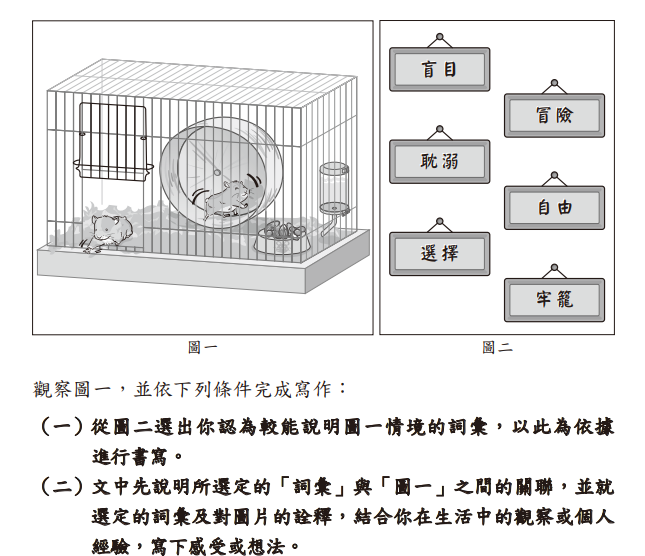 盲目
冒險
耽溺
自由
選擇
牢籠
圖一
圖二
觀察圖一，並依下列條件完成寫作：
（一）從圖二選出你認為較能說明圖一情境的詞彙，以此為依據
進行書寫。
（二）文中先說明所選定的「詞彙」與「圖一」之間的關聯，並就
選定的詞彙及對圖片的詮釋，結合你在生活中的觀察或個人
經驗，寫下感受或想法。